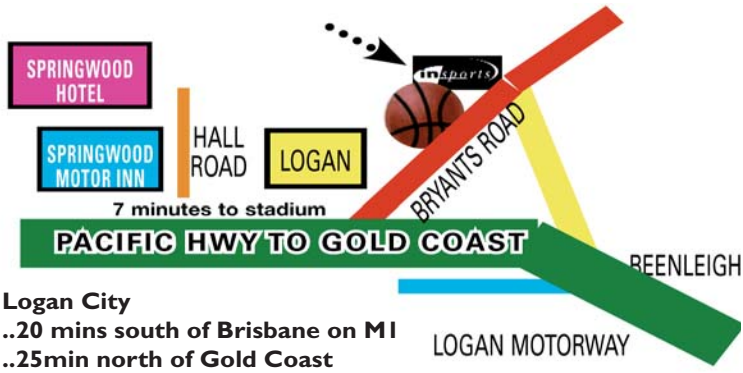 SPRINGWOOD
HOTEL
SPRINGWOOD
MOTOR INN
HALL
ROAD
LOGAN
insports
BRYANTS ROAD
7 minutes to stadium
PACIFIC HWY TO GOLD COAST
BEENLEIGH
LOGAN MOTORWAY
Logan City
..20 mins south of Brisbane on M1
..25min north of Gold Coast